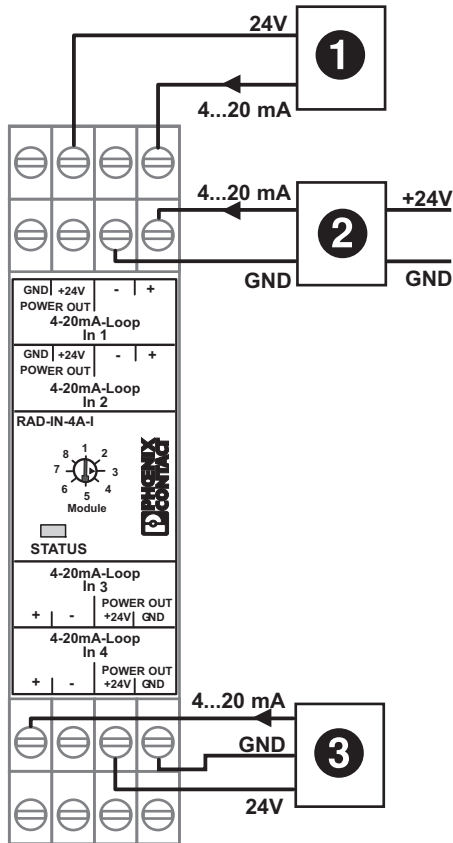 24V
1
4...20 mA
4...20 mA
+24V
2
GND
GND
GND +24V - +
POWER OUT
4-20mA-Loop
In 1
GND +24V - +
POWER OUT
4-20mA-Loop
In 2
RAD-IN-4A-I
1
8 2
7 3
6 4
5
Module
PHOENIX
CONTACT
STATUS
4-20mA-Loop
In 3
POWER OUT
+ - +24V GND
4-20mA-Loop
In 4
POWER OUT
+ - +24V GND
4...20 mA
GND
3
24V